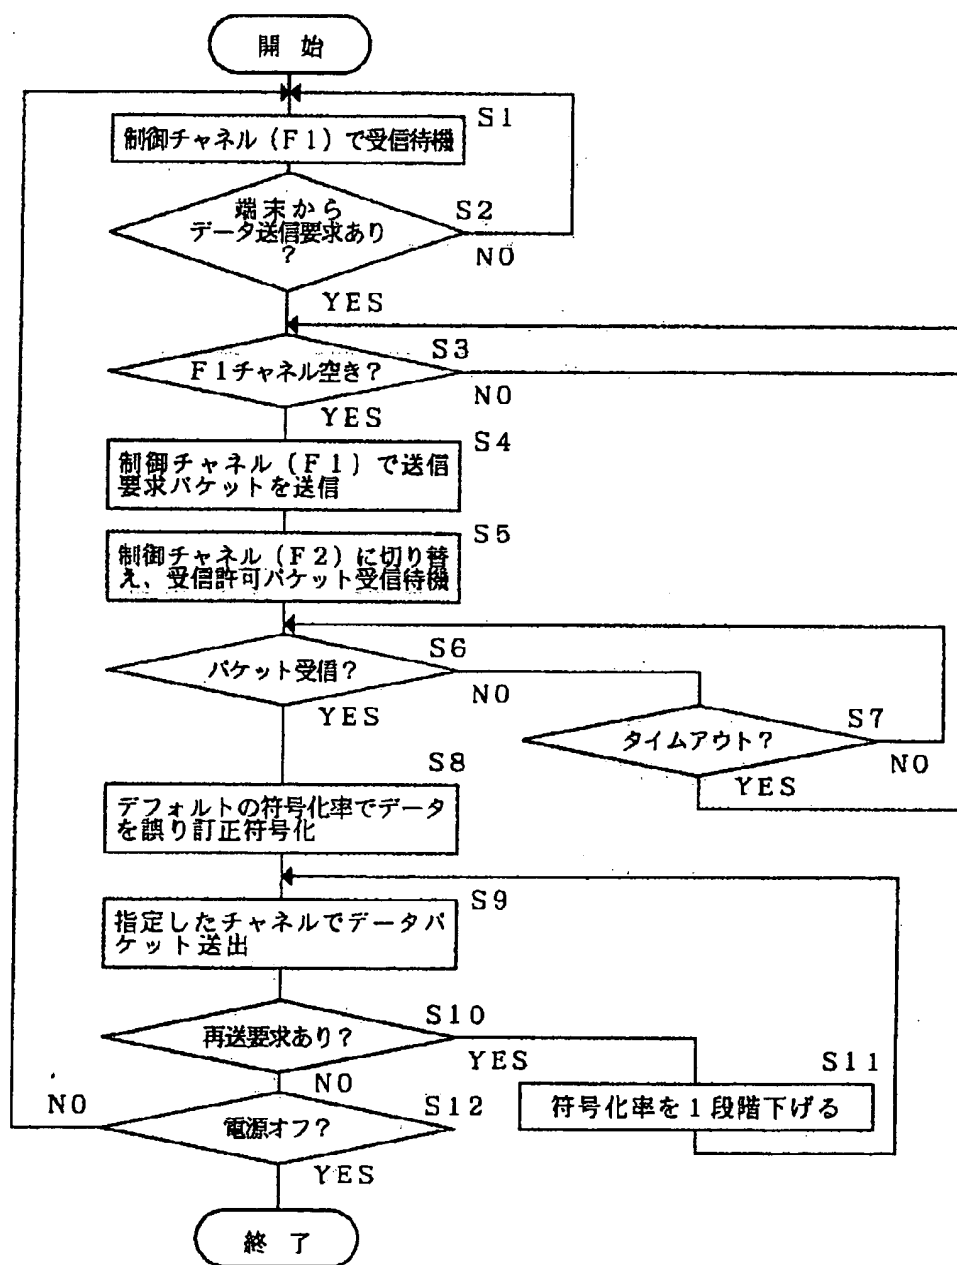 開 始
S1
制御チャネル(F1)で受信待機
端末から
データ送信要求あり
?
S2
NO
YES
S3
F1チャネル空き?
NO
YES
S4
制御チャネル(F1)で送信
要求パケットを送信
S5
制御チャネル(F2)に切り替
え、受信許可パケット受信待機
S6
パケット受信?
NO
YES
S7
タイムアウト?
NO
YES
S8
デフォルトの符号化率でデータ
を誤り訂正符号化
S9
指定したチャネルでデータパ
ケット送出
S10
再送要求あり?
YES
NO
S11
符号化率を1段階下げる
NO
S12
電源オフ?
YES
終 了